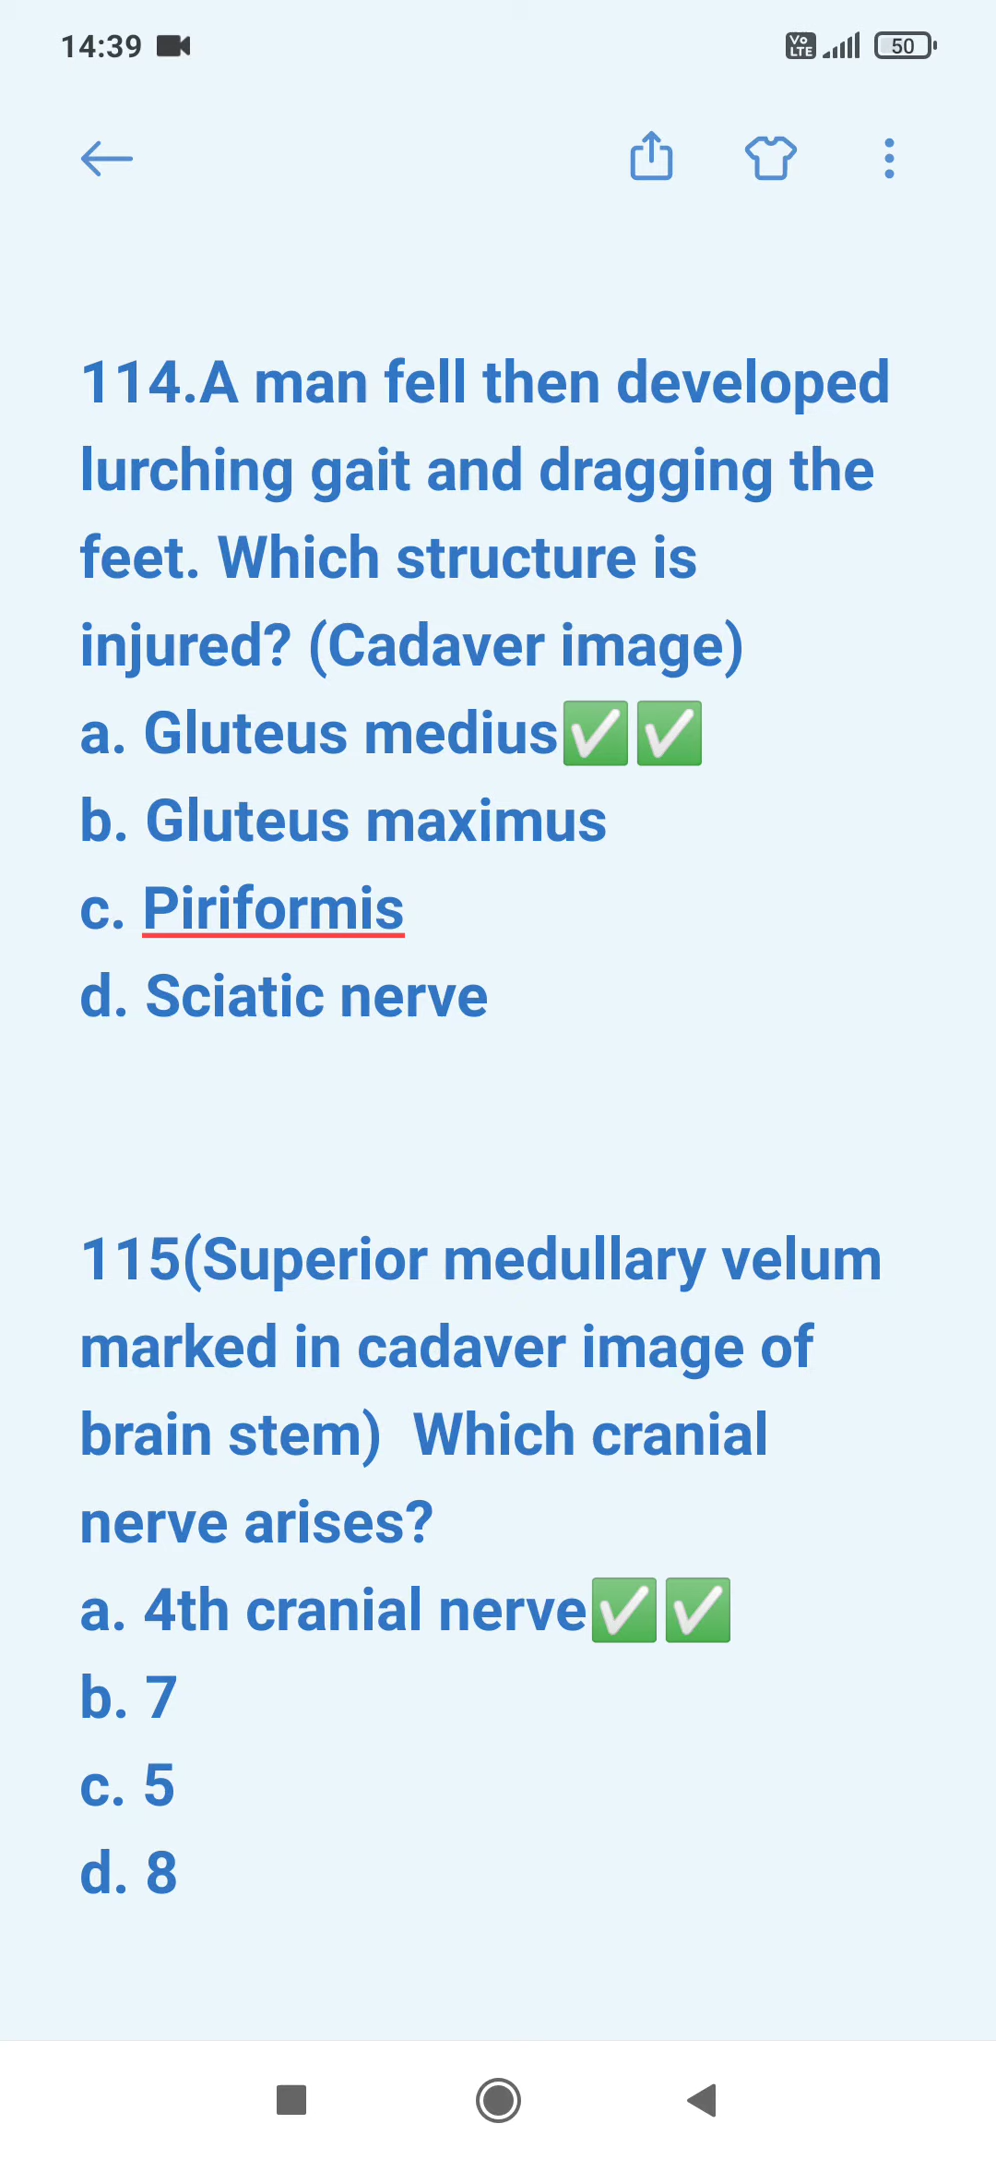 14:39
Vo LTE 50
114.A man fell then developed
lurching gait and dragging the
feet. Which structure is
injured? (Cadaver image)
a. Gluteus medius✅✅
b. Gluteus maximus
c. Piriformis
d. Sciatic nerve
115(Superior medullary velum
marked in cadaver image of
brain stem)  Which cranial
nerve arises?
a. 4th cranial nerve✅✅
b. 7
c. 5
d. 8